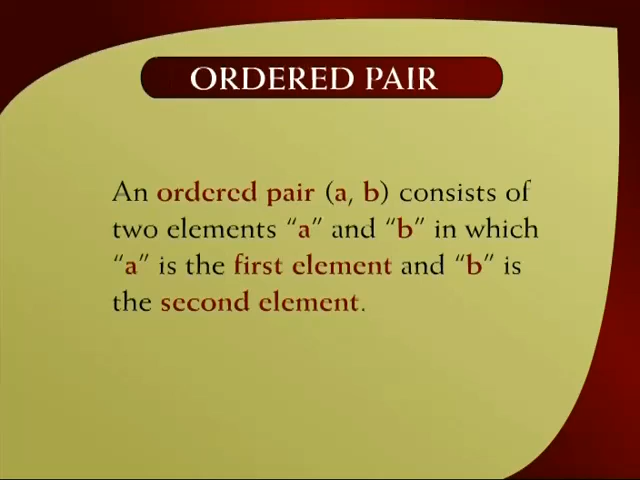 ORDERED PAIR
An ordered pair (a, b) consists of
two elements “a” and “b” in which
“a” is the first element and “b” is
the second element.